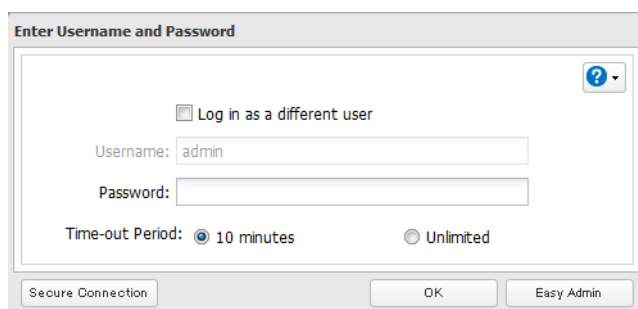 Enter Username and Password
?
Log in as a different user
Username: admin
Password:
Time-out Period: 10 minutes Unlimited
Secure Connection OK Easy Admin